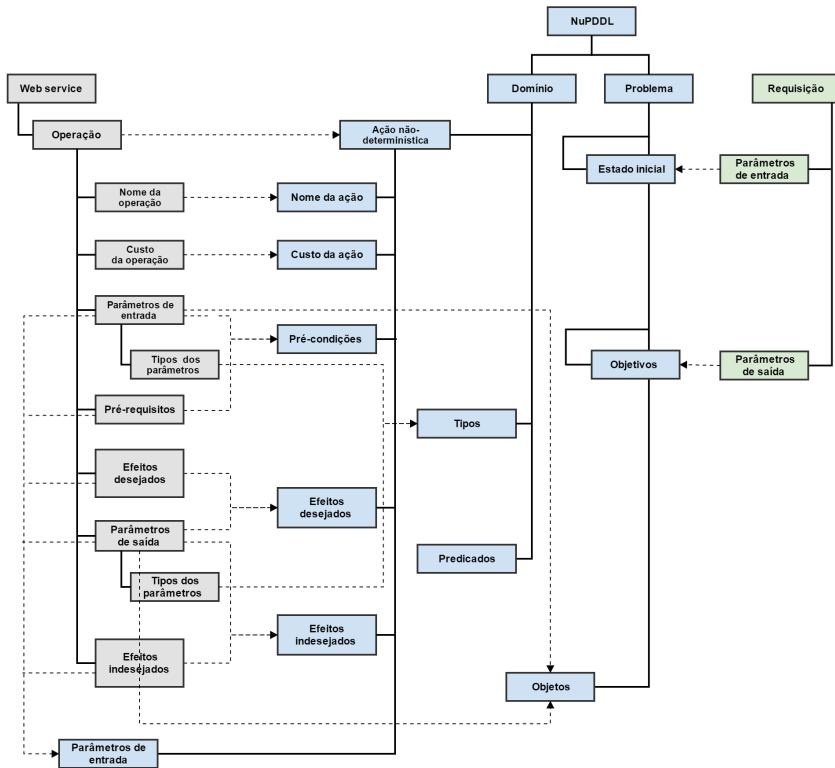 NuPDDL
Web service
Domínio
Problema
Requisição
Operação
Ação não-
determinística
Estado inicial
Parâmetros
de entrada
Nome da
operação
Nome da ação
Custo
da operação
Custo da ação
Parâmetros de
entrada
Pré-condições
Tipos dos
parâmetros
Objetivos
Parâmetros
de saída
Pré-requisitos
Tipos
Efeitos
desejados
Efeitos
desejados
Parâmetros
de saída
Predicados
Tipos dos
parâmetros
Efeitos
indesejados
Efeitos
indesejados
Objetos
Parâmetros de
entrada